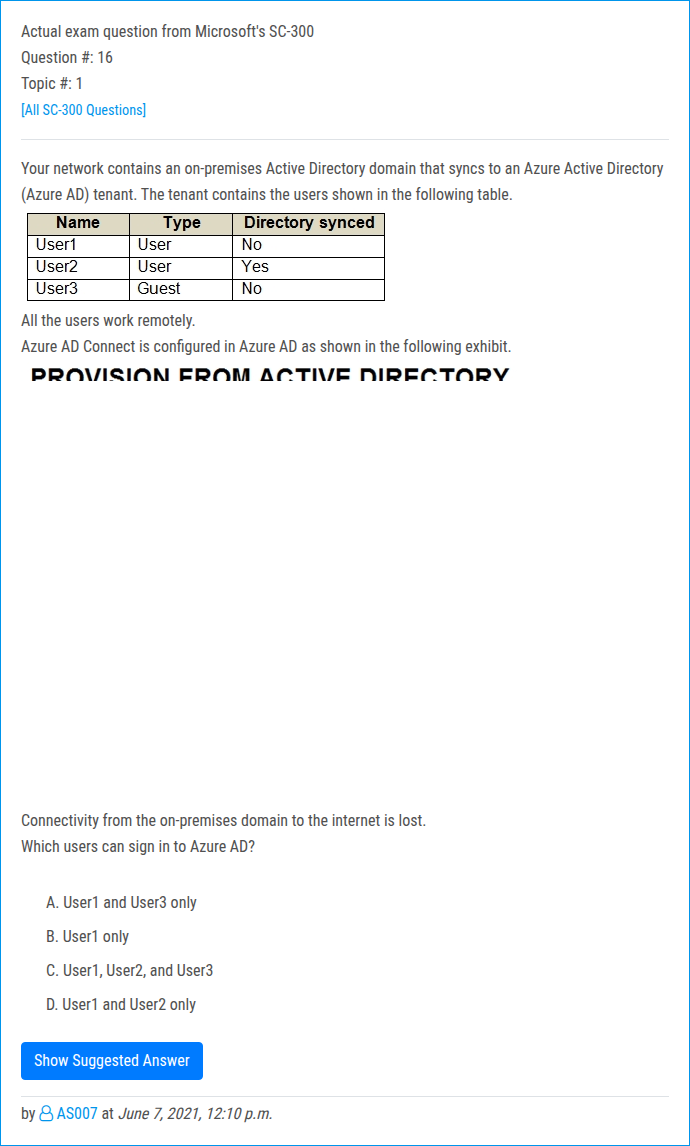 Actual exam question from Microsoft's SC-300
Question #: 16
Topic #: 1
[All SC-300 Questions]
Your network contains an on-premises Active Directory domain that syncs to an Azure Active Directory
(Azure AD) tenant. The tenant contains the users shown in the following table.
Name Type Directory synced
User1 User No
User2 User Yes
User3 Guest No
All the users work remotely.
Azure AD Connect is configured in Azure AD as shown in the following exhibit.
PROVISION FROM ACTIVE DIRECTORY
Connectivity from the on-premises domain to the internet is lost.
Which users can sign in to Azure AD?
A. User1 and User3 only
B. User1 only
C. User1, User2, and User3
D. User1 and User2 only
Show Suggested Answer
by AS007 at June 7, 2021, 12:10 p.m.